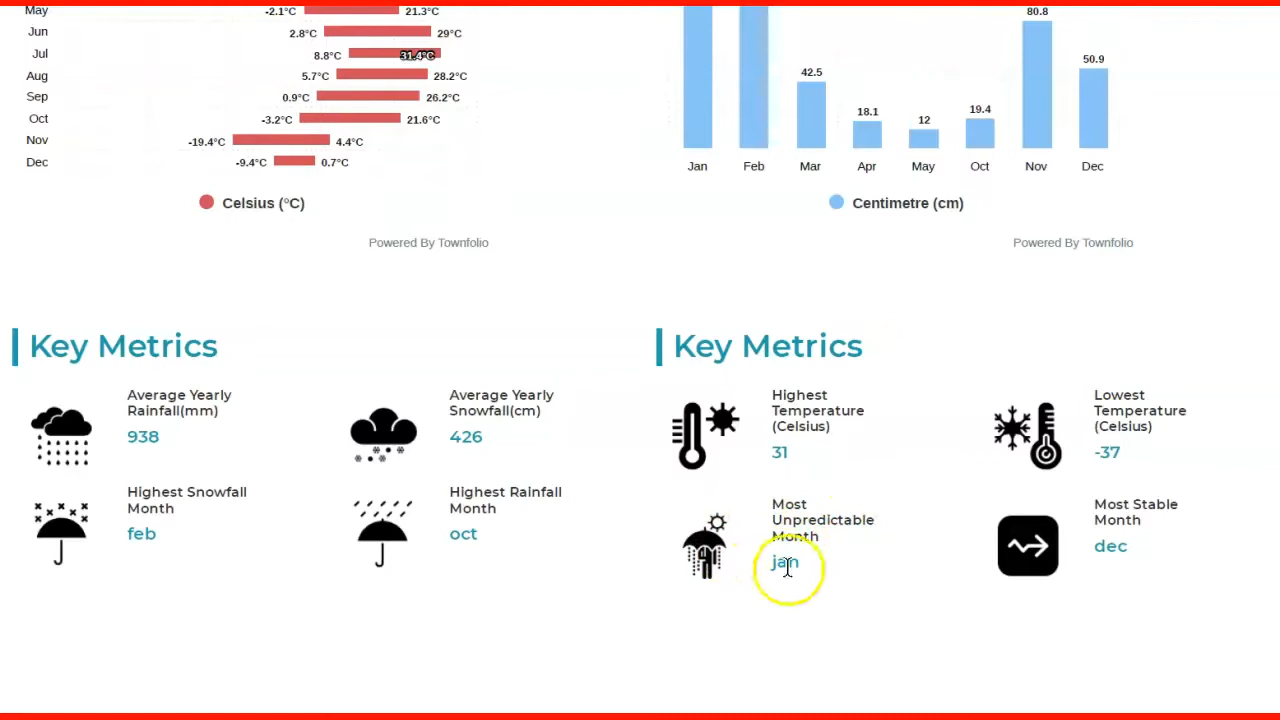 May -2.1°C 21.3°C
Jun 2.8°C 29°C
Jul 8.8°C 31.4°C
Aug 5.7°C 28.2°C
Sep 0.9°C 26.2°C
Oct -3.2°C 21.6°C
Nov -19.4°C 4.4°C
Dec -9.4°C 0.7°C
Celsius (°C)
Powered By Townfolio
80.8
50.9
42.5
18.1
12
19.4
Jan Feb Mar Apr May Oct Nov Dec
Centimetre (cm)
Powered By Townfolio
Key Metrics
Average Yearly
Rainfall(mm)
938
Average Yearly
Snowfall(cm)
426
Highest Snowfall
Month
feb
Highest Rainfall
Month
oct
Key Metrics
Highest
Temperature
(Celsius)
31
Lowest
Temperature
(Celsius)
-37
Most
Unpredictable
Month
jan
Most Stable
Month
dec